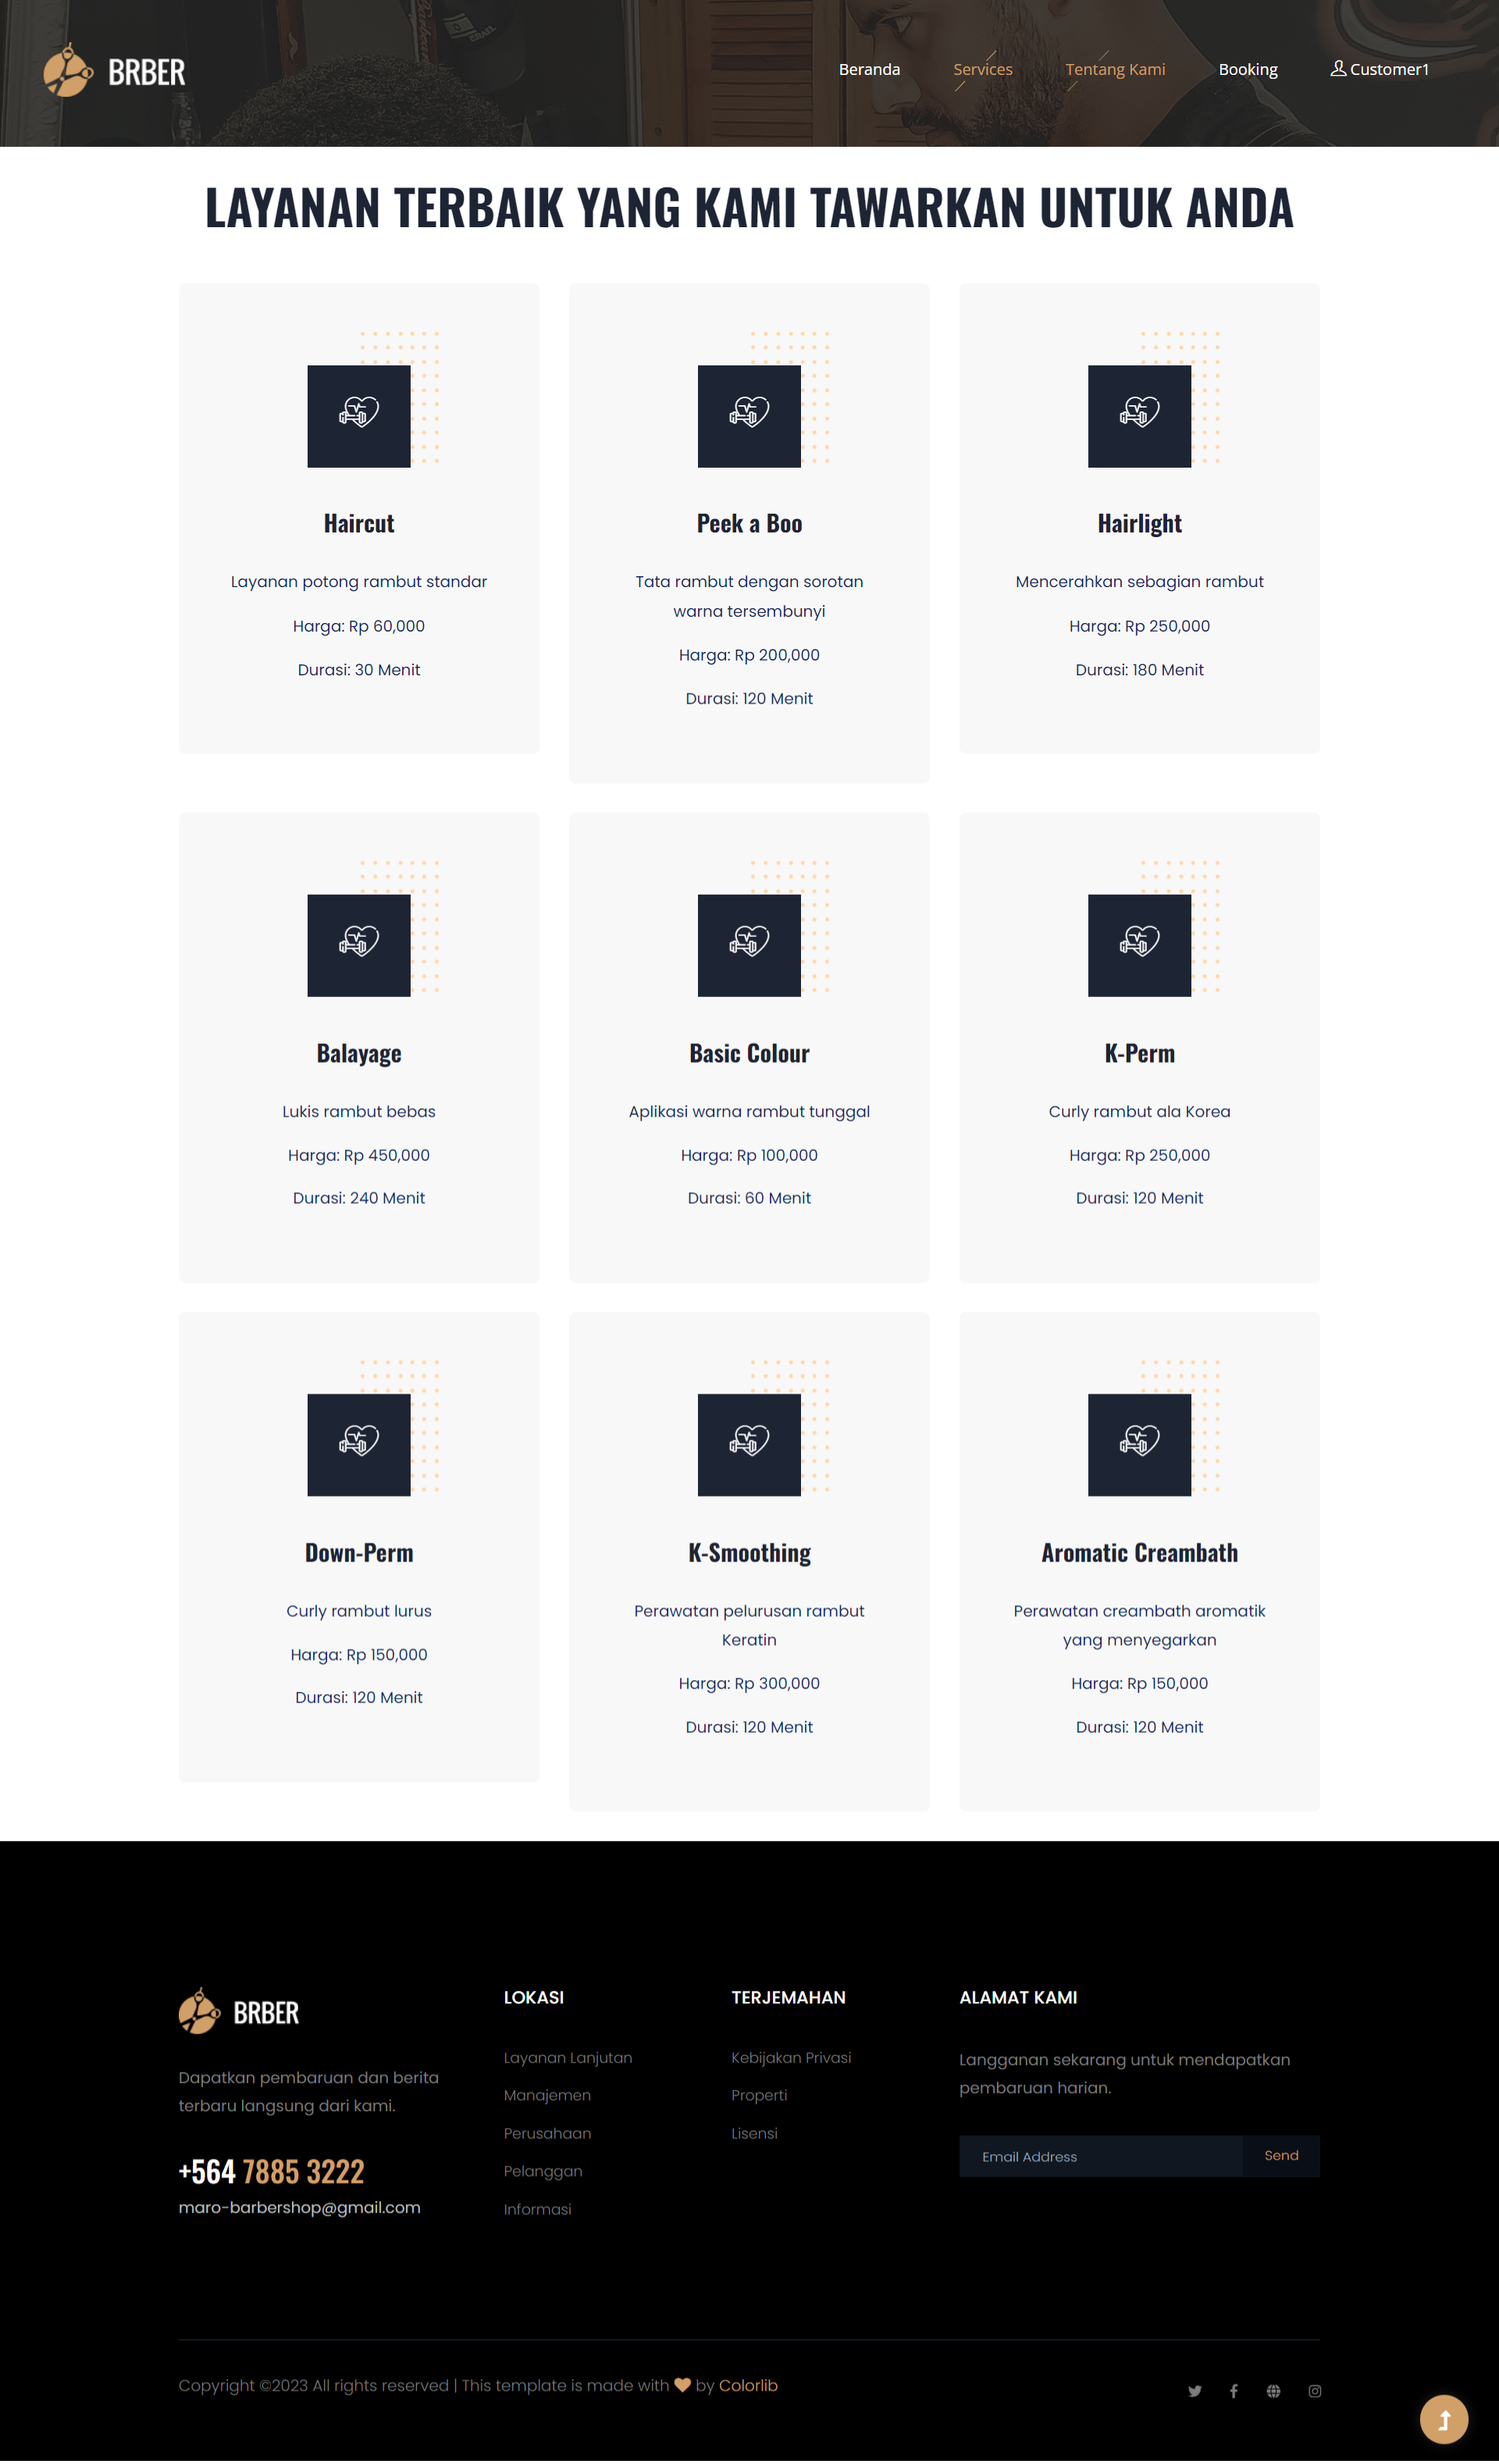 BRBER
Beranda
Services
Tentang Kami
Booking
Customer1
LAYANAN TERBAIK YANG KAMI TAWARKAN UNTUK ANDA
Haircut
Layanan potong rambut standar
Harga: Rp 60,000
Durasi: 30 Menit
Peek a Boo
Tata rambut dengan sorotan
warna tersembunyi
Harga: Rp 200,000
Durasi: 120 Menit
Hairlight
Mencerahkan sebagian rambut
Harga: Rp 250,000
Durasi: 180 Menit
Balayage
Lukis rambut bebas
Harga: Rp 450,000
Durasi: 240 Menit
Basic Colour
Aplikasi warna rambut tunggal
Harga: Rp 100,000
Durasi: 60 Menit
K-Perm
Curly rambut ala Korea
Harga: Rp 250,000
Durasi: 120 Menit
Down-Perm
Curly rambut lurus
Harga: Rp 150,000
Durasi: 120 Menit
K-Smoothing
Perawatan pelurusan rambut
Keratin
Harga: Rp 300,000
Durasi: 120 Menit
Aromatic Creambath
Perawatan creambath aromatik
yang menyegarkan
Harga: Rp 150,000
Durasi: 120 Menit
BRBER
Dapatkan pembaruan dan berita
terbaru langsung dari kami.
+564 7885 3222
maro-barbershop@gmail.com
LOKASI
Layanan Lanjutan
Manajemen
Perusahaan
Pelanggan
Informasi
TERJEMAHAN
Kebijakan Privasi
Properti
Lisensi
ALAMAT KAMI
Langganan sekarang untuk mendapatkan
pembaruan harian.
Email Address
Send
Copyright ©2023 All rights reserved | This template is made with ♥ by Colorlib